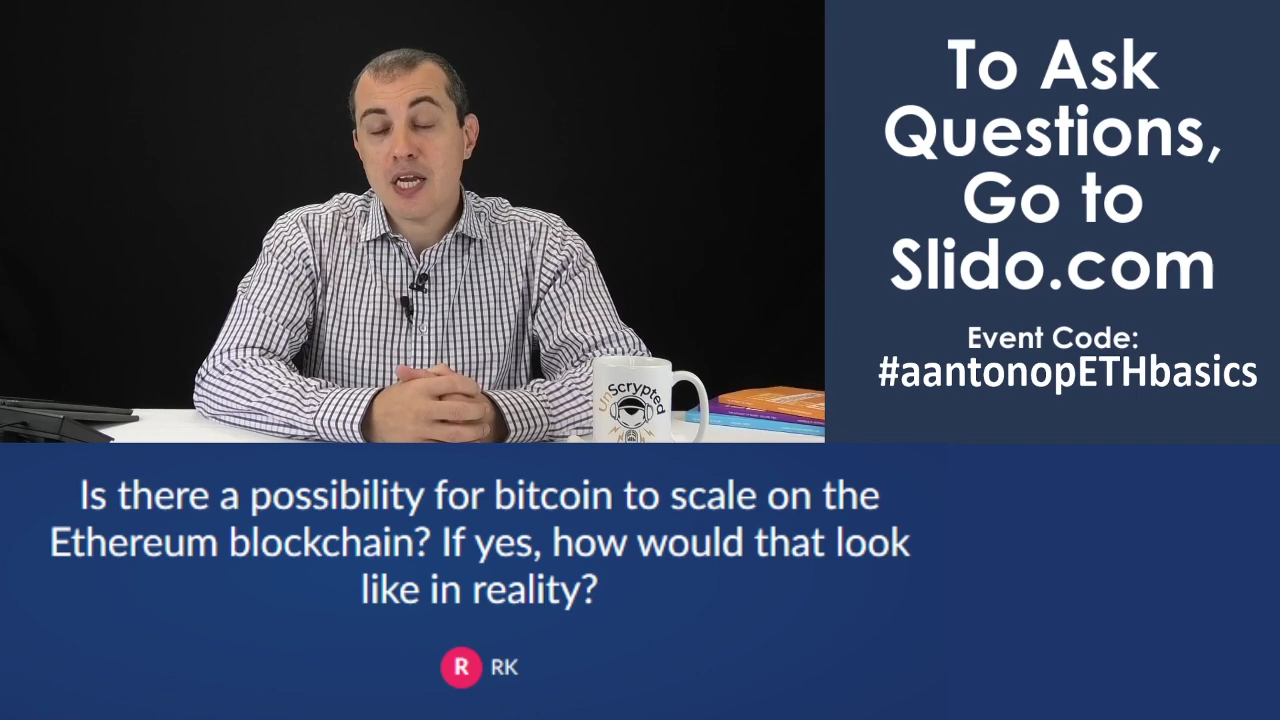 To Ask
Questions,
Go to
Slido.com
Event Code:
#aantonopETHbasics
UnScrypted
Is there a possibility for bitcoin to scale on the
Ethereum blockchain? If yes, how would that look
like in reality?
R RK